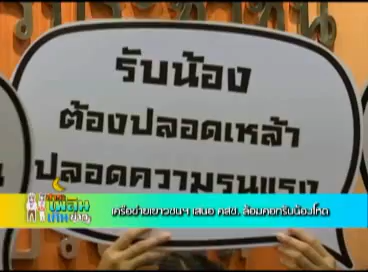 รับน้อง
ต้องปลอดเหล้า
ปลอดความรุนแรง
เครือข่ายเยาวชนฯ เสนอ คสช. ล้อมคอกรับน้องโหด